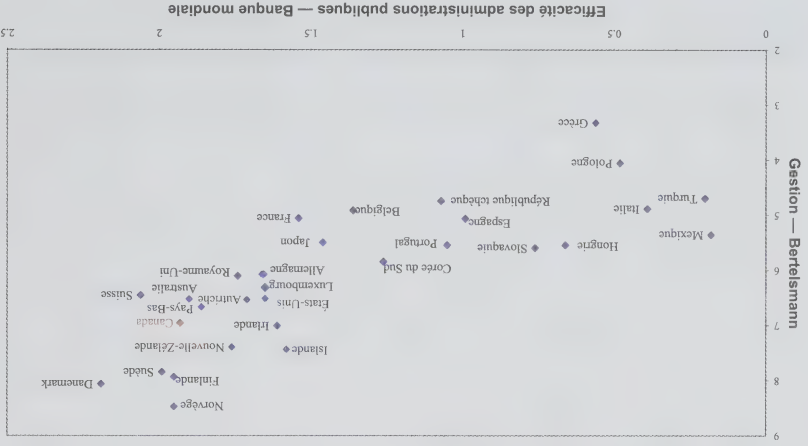 Gestion — Bertelsmann
9
Norvège
8
Finlande
Suède
Danemark
Islande
Nouvelle-Zélande
7
Irlande
Canada
États-Unis
Autriche
Pays-Bas
Australie
Suisse
Luxembourg
Allemagne
Royaume-Uni
6
Corée du Sud
Hongrie
Slovaquie
Portugal
Japon
Mexique
Espagne
France
5
Italie
Belgique
Turquie
République tchèque
4
Pologne
Grèce
3
2
0
0.5
1
1.5
2
2.5
Efficacité des administrations publiques — Banque mondiale